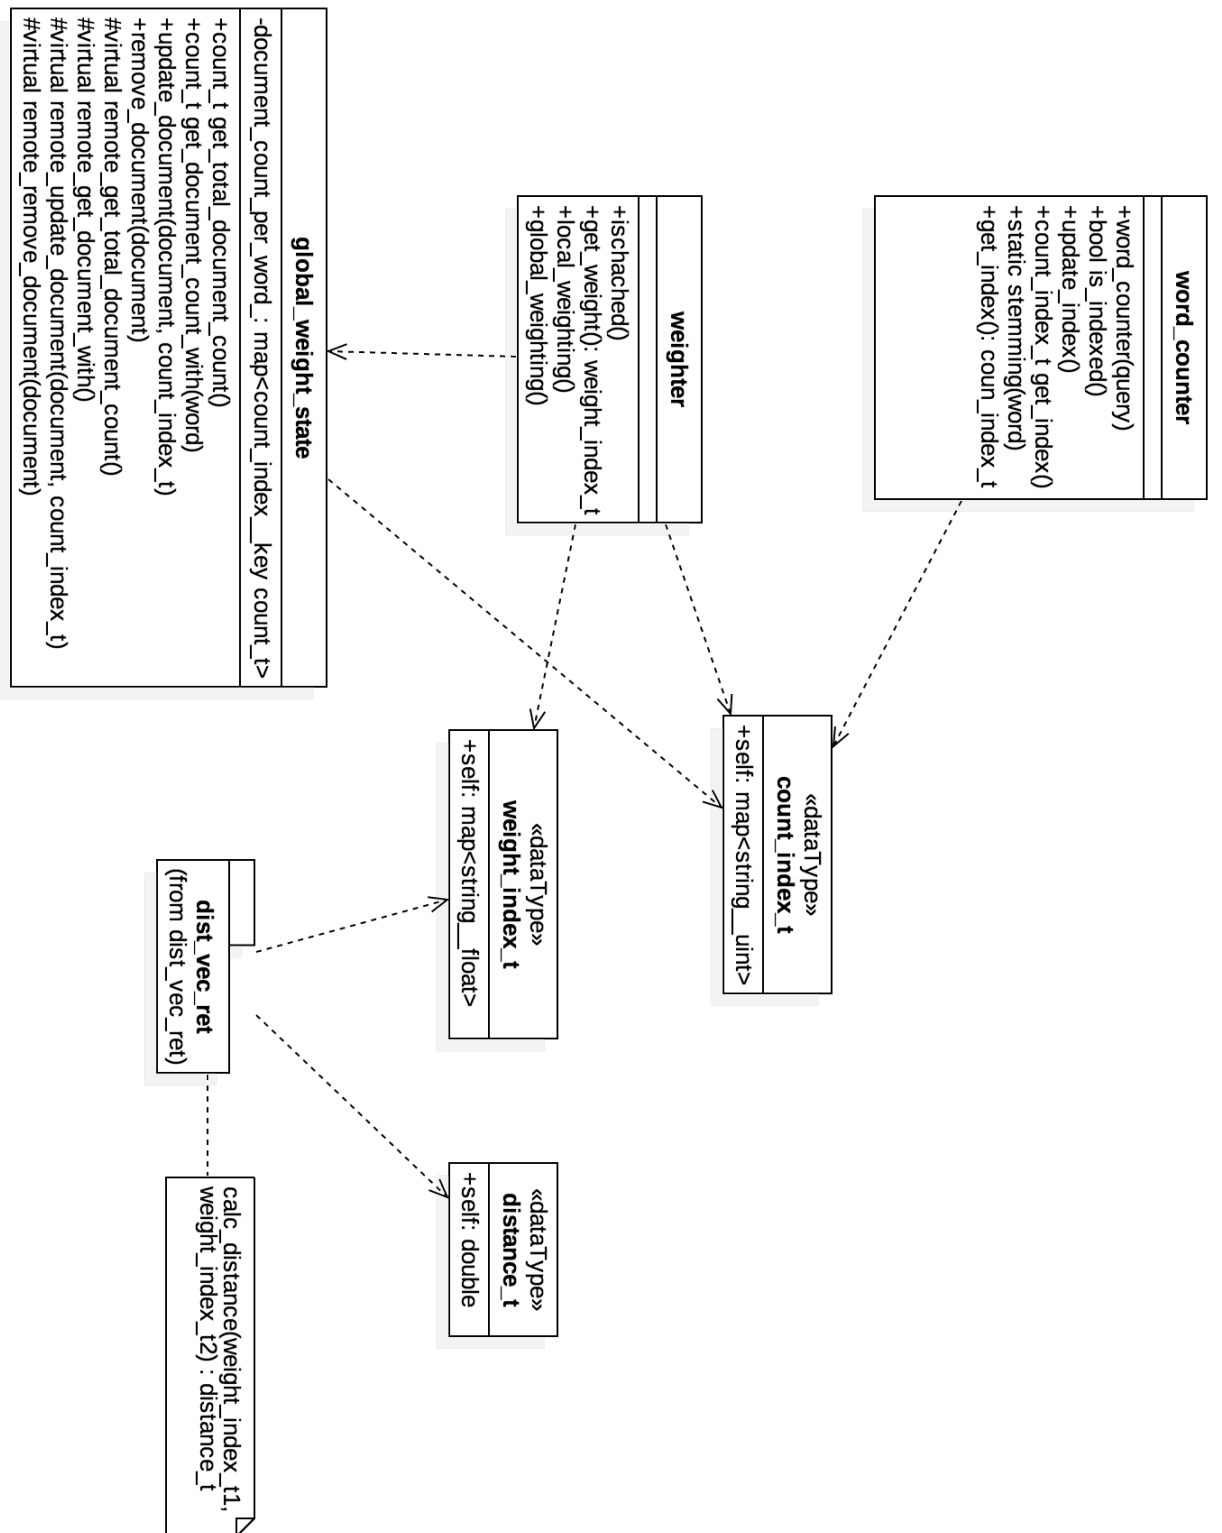 word_counter
+word_counter(query)
+bool is_indexed()
+update_index()
+count_index_t get_index()
+static stemming(word)
+get_index(): coun_index_t
weighter
+ischached()
+get_weight(): weight_index_t
+local_weighting()
+global_weighting()
global_weight_state
-document_count_per_word_: map<count_index__key count_t>
+count_t get_total_document_count()
+count_t get_document_count_with(word)
+update_document(document, count_index_t)
+remove_document(document)
#virtual remote_get_total_document_count()
#virtual remote_get_document_with()
#virtual remote_update_document(document, count_index_t)
#virtual remote_remove_document(document)
«dataType»
count_index_t
+self: map<string__uint>
«dataType»
weight_index_t
+self: map<string__float>
dist_vec_ret
(from dist_vec_ret)
«dataType»
distance_t
+self: double
calc_distance(weight_index_t1,
weight_index_t2) : distance_t